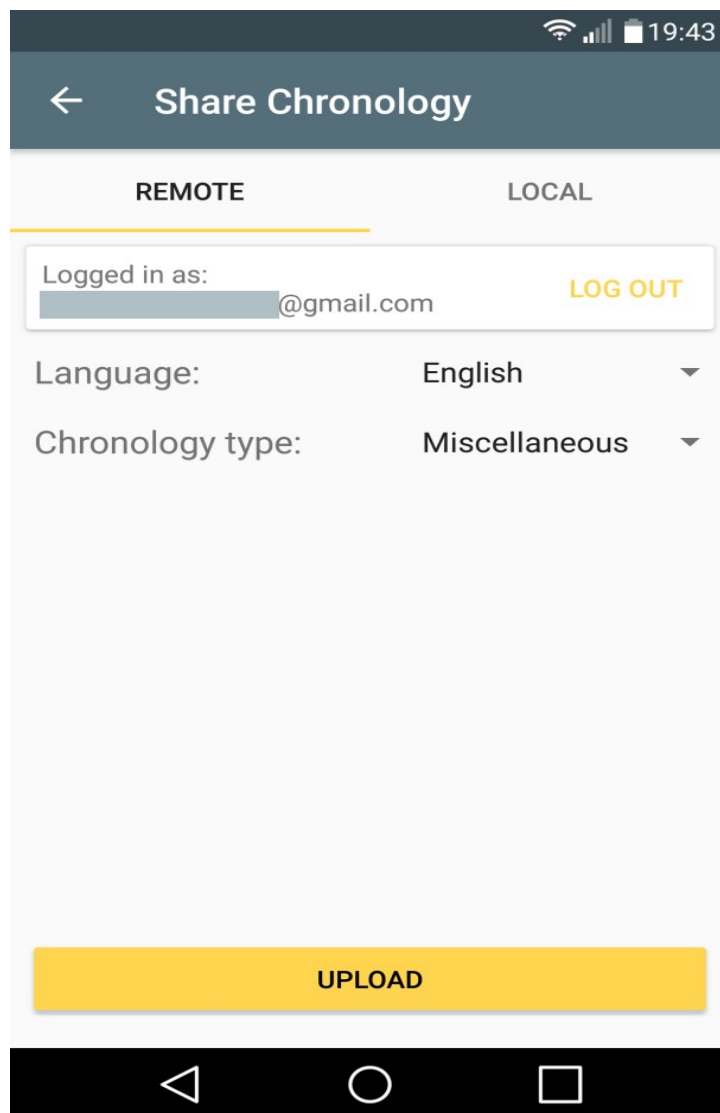 19:43
Share Chronology
REMOTE LOCAL
Logged in as:
@gmail.com LOG OUT
Language: English
Chronology type: Miscellaneous
UPLOAD